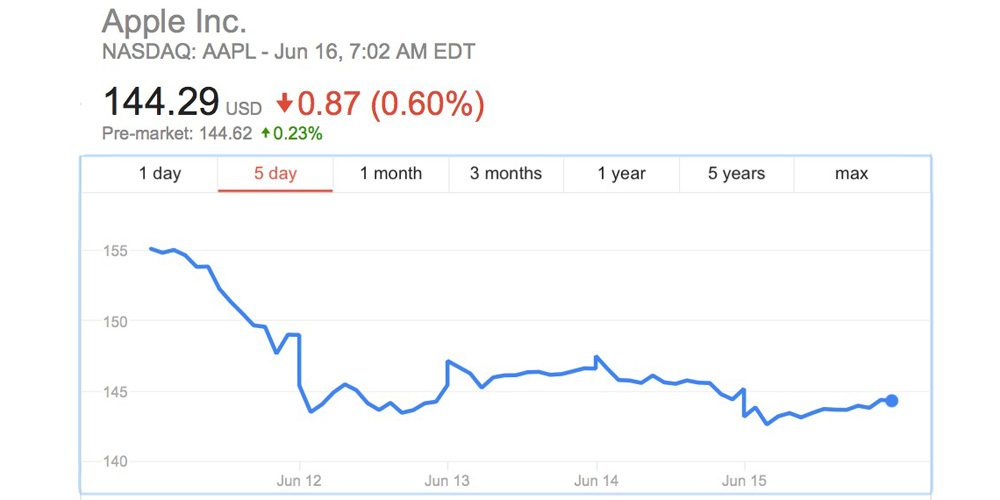 Apple Inc.
NASDAQ: AAPL - Jun 16, 7:02 AM EDT
144.29 USD ↓0.87 (0.60%)
Pre-market: 144.62 ↑0.23%
1 day 5 day 1 month 3 months 1 year 5 years max
155
150
145
140
Jun 12 Jun 13 Jun 14 Jun 15